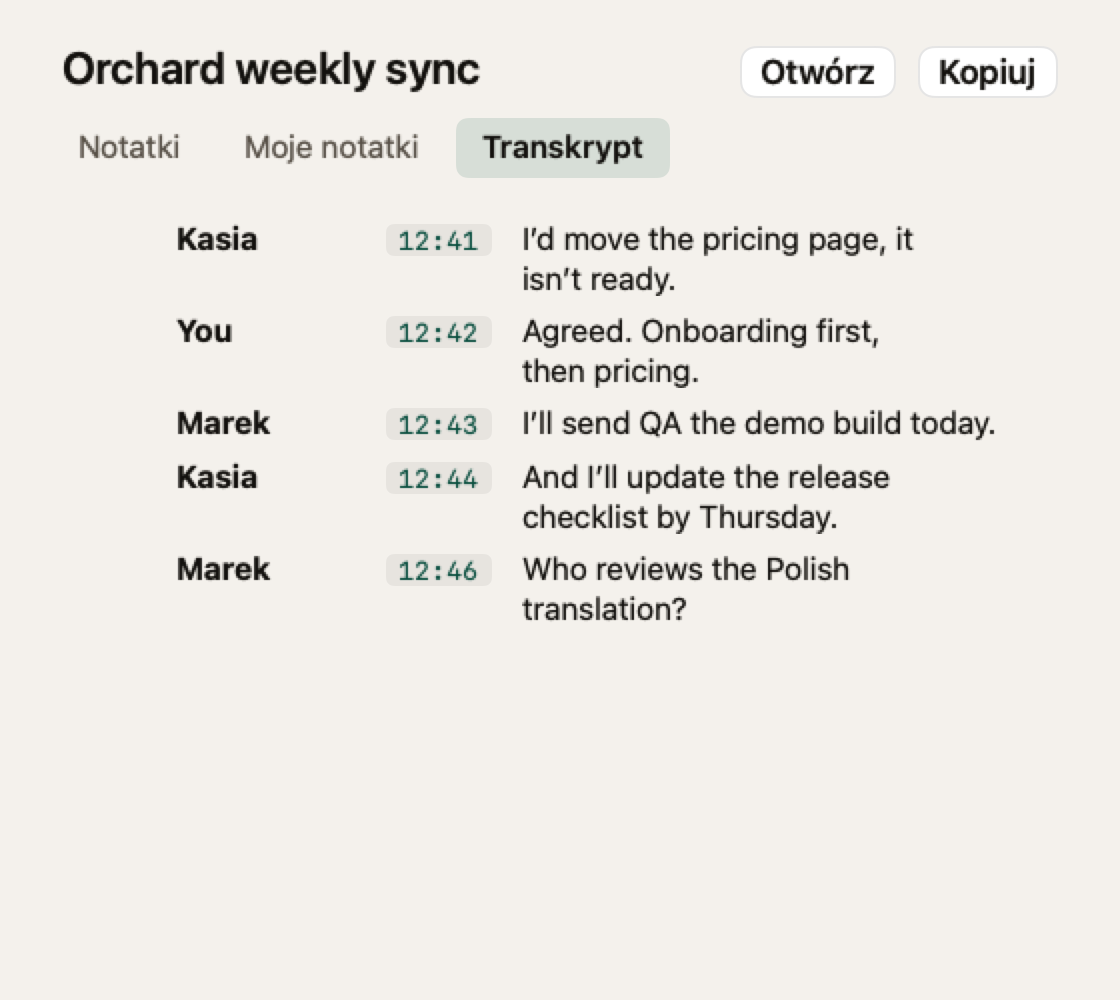 Orchard weekly sync
Otwórz
Kopiuj
Notatki
Moje notatki
Transkrypt
Kasia 12:41 I’d move the pricing page, it
isn’t ready.
You 12:42 Agreed. Onboarding first,
then pricing.
Marek 12:43 I’ll send QA the demo build today.
Kasia 12:44 And I’ll update the release
checklist by Thursday.
Marek 12:46 Who reviews the Polish
translation?